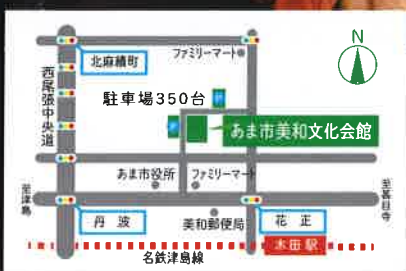 ファミリーマート
N
北麻績町
西尾張中央道
駐車場350台
P
P
あま市美和文化会館
あま市役所
ファミリーマート
至津島
至甚目寺
丹波
美和郵便局
花正
木田駅
名鉄津島線